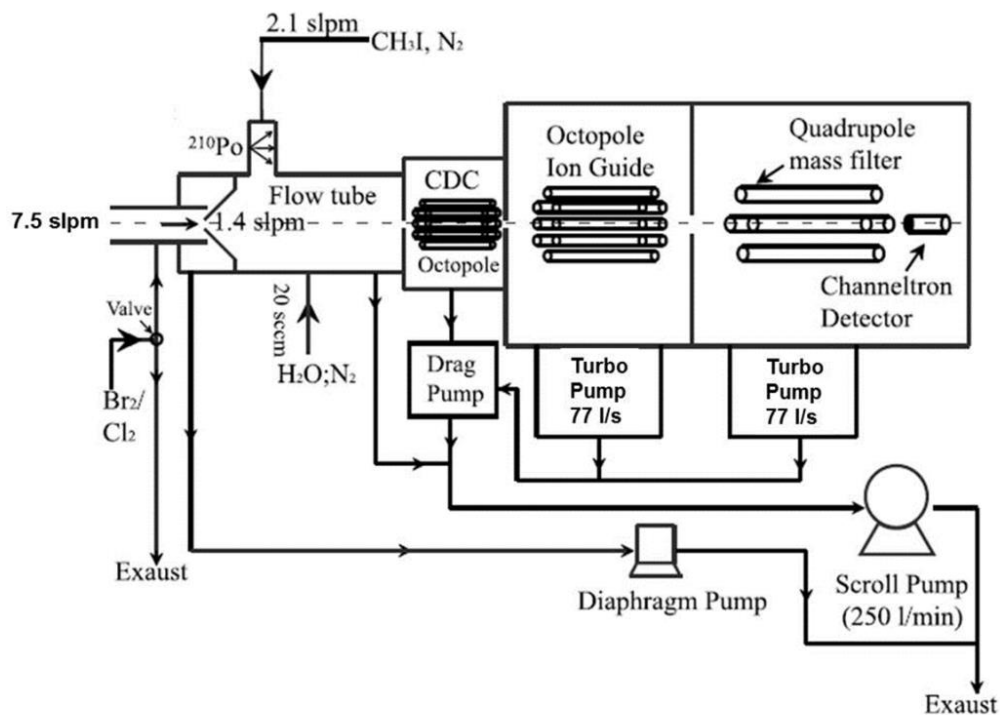 2.1 slpm
CH₃I, N₂
²¹⁰Po
Flow tube
7.5 slpm
1.4 slpm
CDC
Octopole
Octopole
Ion Guide
Quadrupole
mass filter
Channeltron
Detector
Valve
Br₂/
Cl₂
20 sccm
H₂O;N₂
Drag
Pump
Turbo
Pump
77 l/s
Turbo
Pump
77 l/s
Exaust
Diaphragm Pump
Scroll Pump
(250 l/min)
Exaust